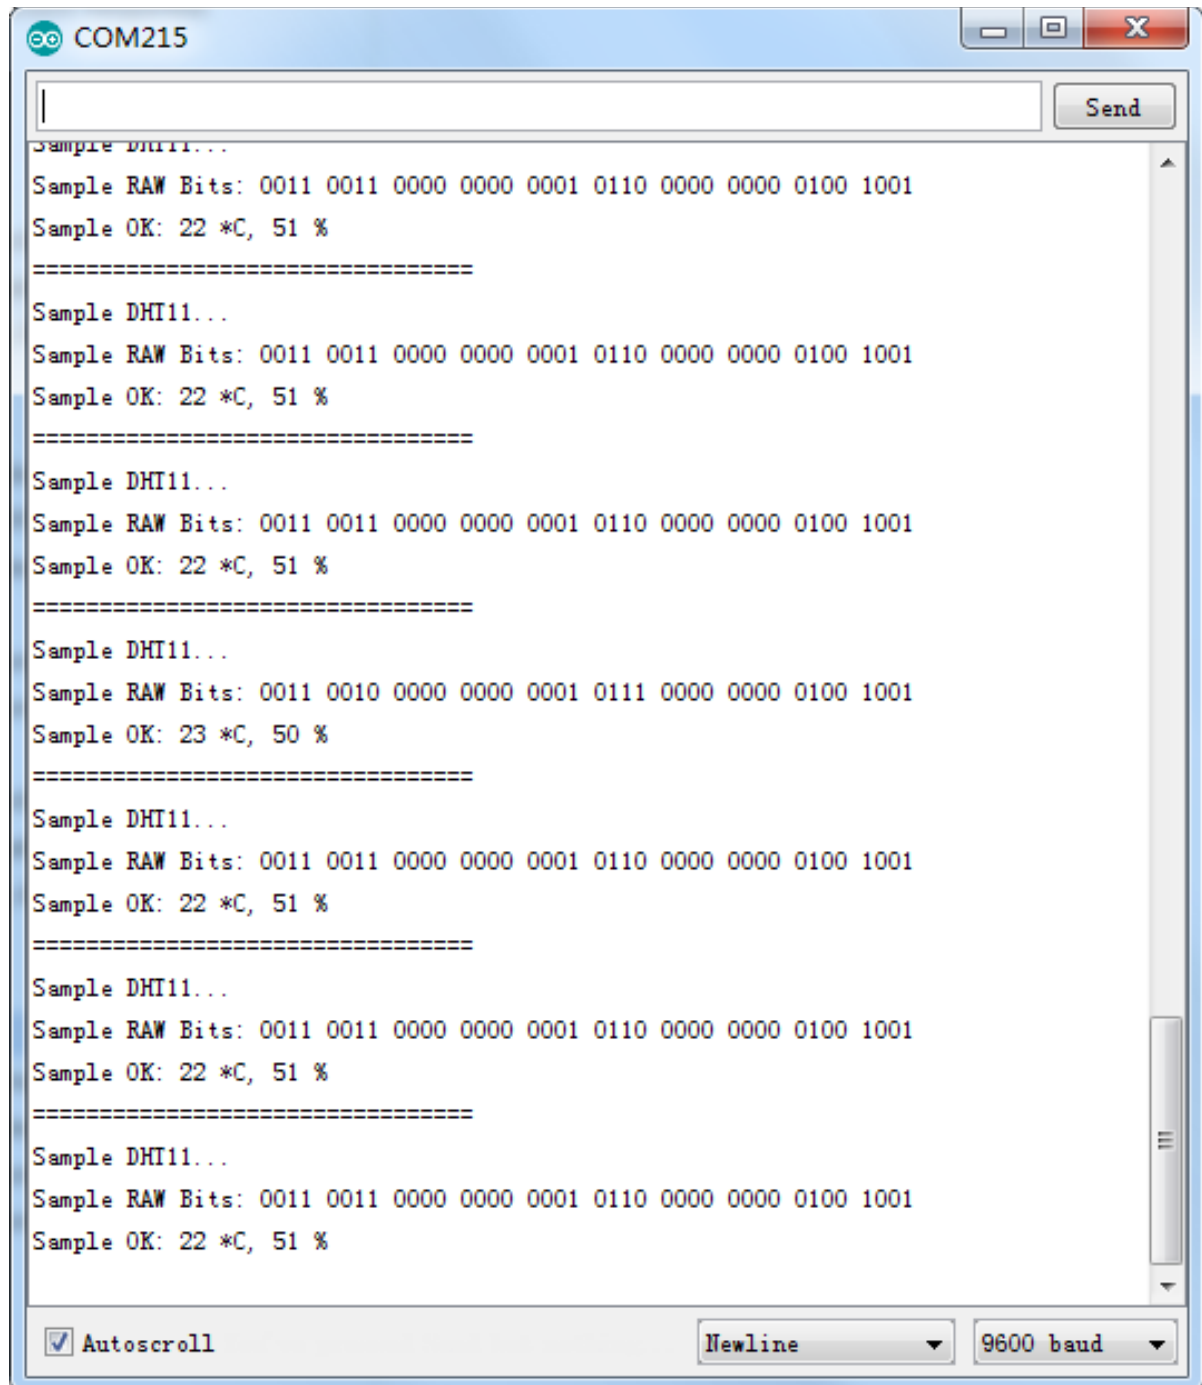 COM215
Send
Sample DHT11...
Sample RAW Bits: 0011 0011 0000 0000 0001 0110 0000 0000 0100 1001
Sample OK: 22 *C, 51 %
=================================
Sample DHT11...
Sample RAW Bits: 0011 0011 0000 0000 0001 0110 0000 0000 0100 1001
Sample OK: 22 *C, 51 %
=================================
Sample DHT11...
Sample RAW Bits: 0011 0011 0000 0000 0001 0110 0000 0000 0100 1001
Sample OK: 22 *C, 51 %
=================================
Sample DHT11...
Sample RAW Bits: 0011 0010 0000 0000 0001 0111 0000 0000 0100 1001
Sample OK: 23 *C, 50 %
=================================
Sample DHT11...
Sample RAW Bits: 0011 0011 0000 0000 0001 0110 0000 0000 0100 1001
Sample OK: 22 *C, 51 %
=================================
Sample DHT11...
Sample RAW Bits: 0011 0011 0000 0000 0001 0110 0000 0000 0100 1001
Sample OK: 22 *C, 51 %
=================================
Sample DHT11...
Sample RAW Bits: 0011 0011 0000 0000 0001 0110 0000 0000 0100 1001
Sample OK: 22 *C, 51 %
Autoscroll
Newline
9600 baud